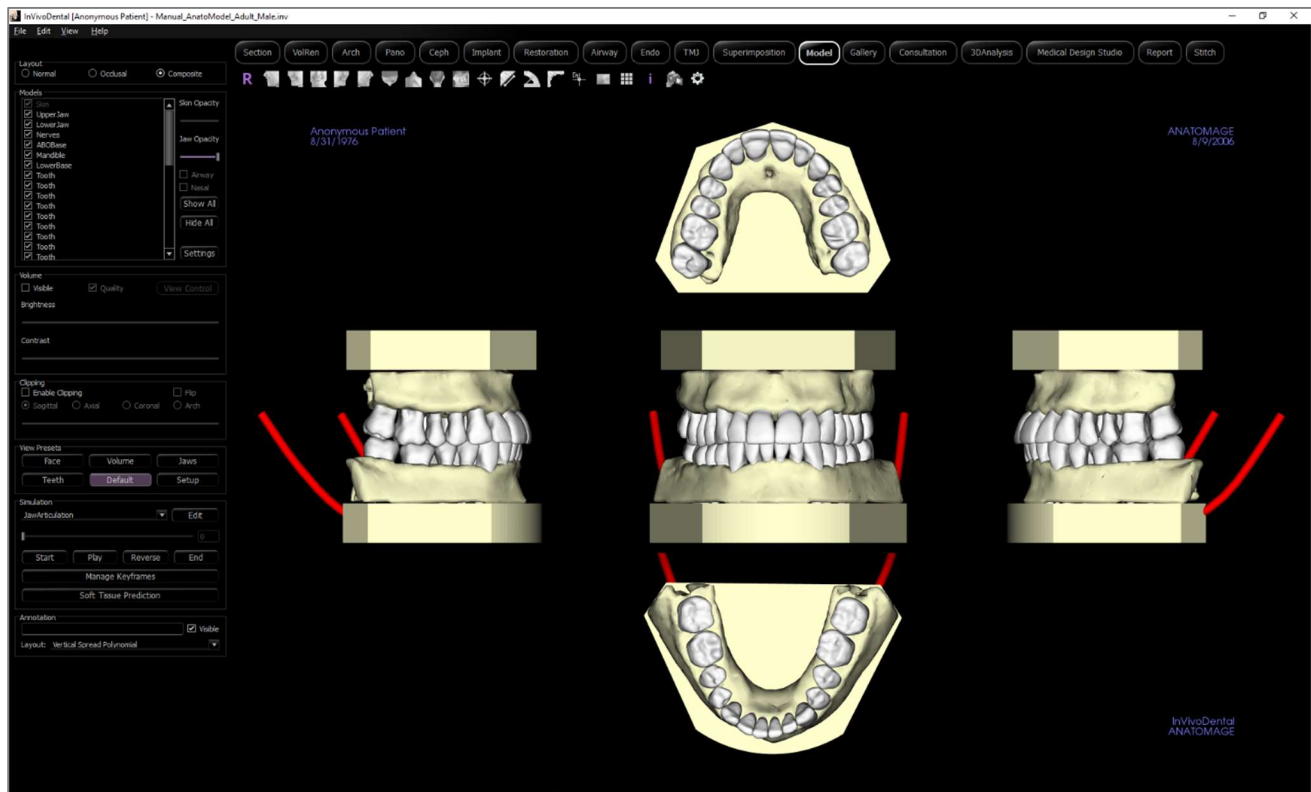 InVivoDental [Anonymous Patient] - Manual_AnatoModel_Adult_Male.inv
File Edit View Help
Section VolRen Arch Pano Ceph Implant Restoration Airway Endo TMJ Superimposition Model Gallery Consultation 3DAnalysis Medical Design Studio Report Stitch
Layout
Normal Occlusal Composite
R
i
Models
Skin
UpperJaw
LowerJaw
Nerves
ABOBase
Mandible
LowerBase
Tooth
Tooth
Tooth
Tooth
Tooth
Tooth
Tooth
Tooth
Tooth
Skin Opacity
Jaw Opacity
Airway
Nasal
Show All
Hide All
Settings
Anonymous Patient
8/31/1976
ANATOMAGE
8/9/2006
Volume
Visible Quality View Control
Brightness
Contrast
Clipping
Enable Clipping Flip
Sagittal Axial Coronal Arch
View Presets
Face Volume Jaws
Teeth Default Setup
Simulation
JawArticulation Edit
0
Start Play Reverse End
Manage Keyframes
Soft Tissue Prediction
Annotation
Visible
Layout: Vertical Spread Polynomial
InVivoDental
ANATOMAGE